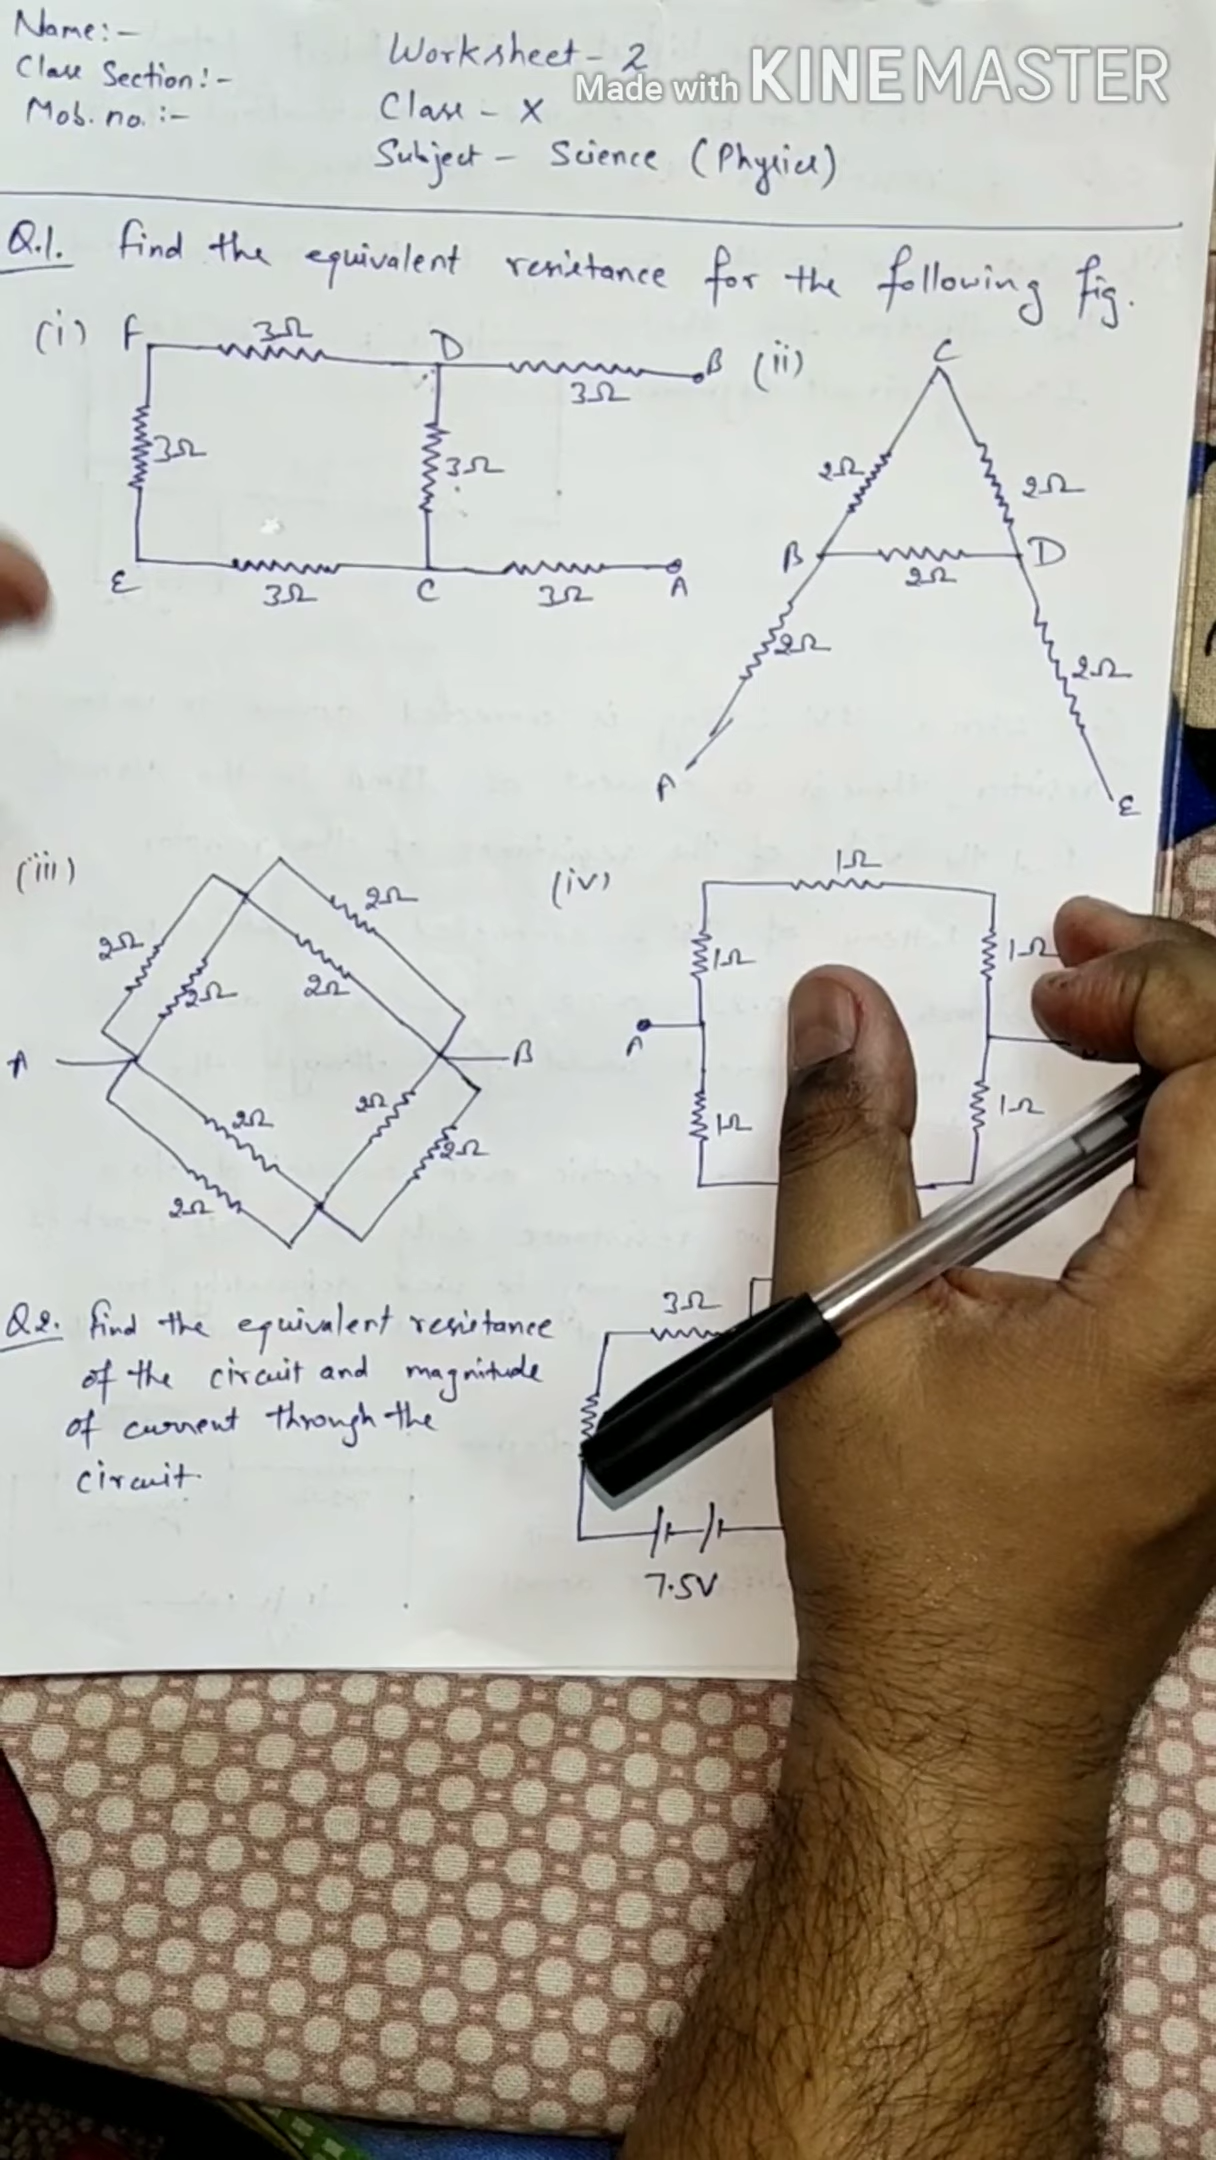 Name:-
Class Section:-
Mob. no. :-
Worksheet - 2
Made with KINEMASTER
Class - X
Subject - Science (Physics)
Q.1. find the equivalent resistance for the following fig.
(i) F 3Ω D B
3Ω
3Ω
3Ω
E 3Ω C 3Ω A
(ii) C
2Ω 2Ω
B D
2Ω
2Ω 2Ω
A E
(iii)
2Ω
2Ω
2Ω 2Ω
A B
2Ω 2Ω
2Ω
2Ω
(iv) 1Ω
1Ω 1Ω
A
1Ω 1Ω
Q2. find the equivalent resistance
of the circuit and magnitude
of current through the
circuit.
3Ω
7.5V